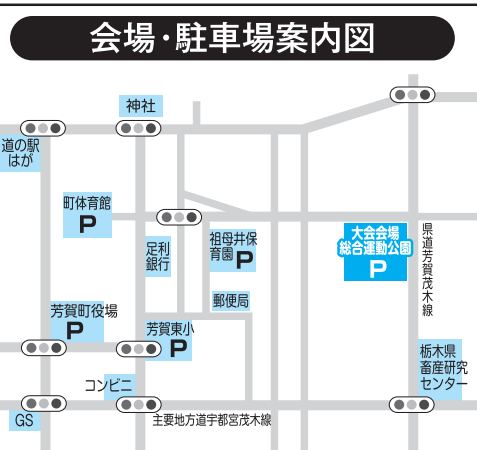 会場・駐車場案内図
神社
道の駅
はが
町体育館
P
足利
銀行
祖母井保
育園 P
大会会場
総合運動公園
P
県道芳賀茂木線
郵便局
芳賀町役場
P
芳賀東小
P
栃木県
畜産研究
センター
コンビニ
GS
主要地方道宇都宮茂木線